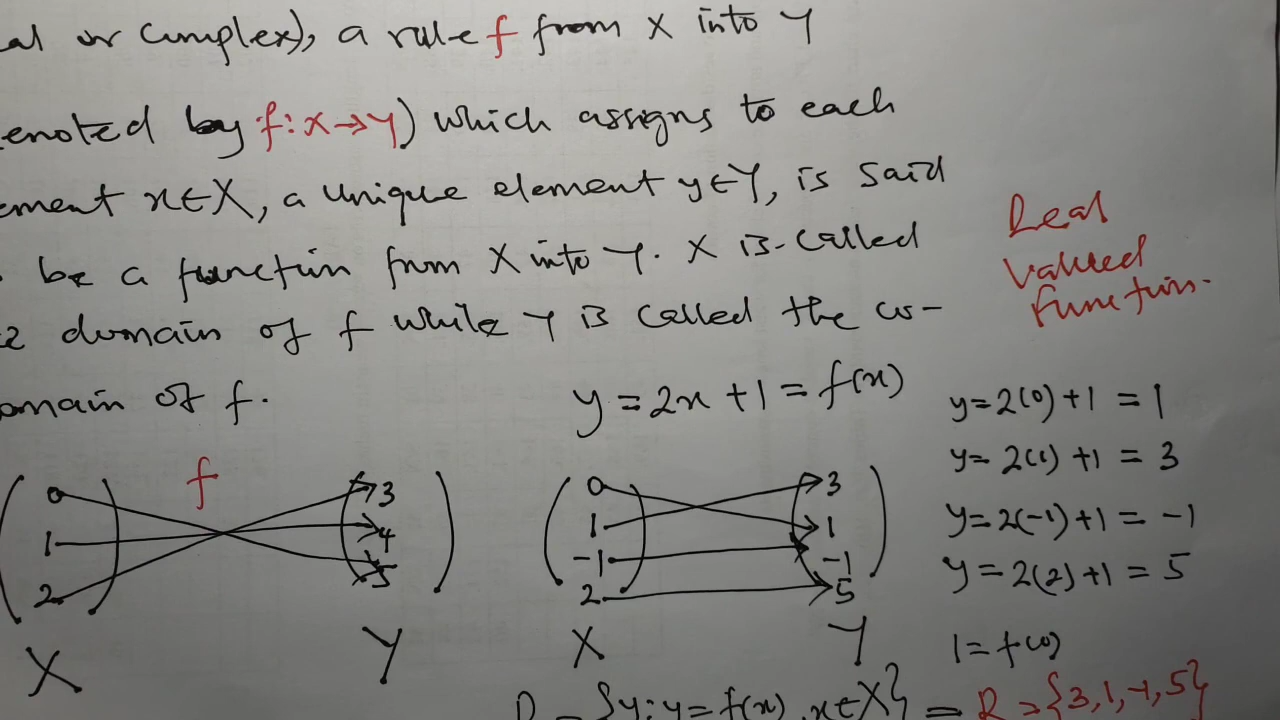 al or Complex), a rule f from X into Y
enoted by f: X → Y) which assigns to each
ement x∈X, a unique element y∈Y, is said
be a function from X into Y. X is called
domain of f while Y is called the co-
omain of f.
Real
valued
function.
y = 2x + 1 = f(x)
y = 2(0) + 1 = 1
y = 2(1) + 1 = 3
y = 2(-1) + 1 = -1
y = 2(2) + 1 = 5
1 = f(0)
f
0 3
1 4
2 5
X Y
0 3
1 1
-1 -1
2 5
X Y
R = {y: y = f(x), x∈X} = R = {3, 1, -1, 5}